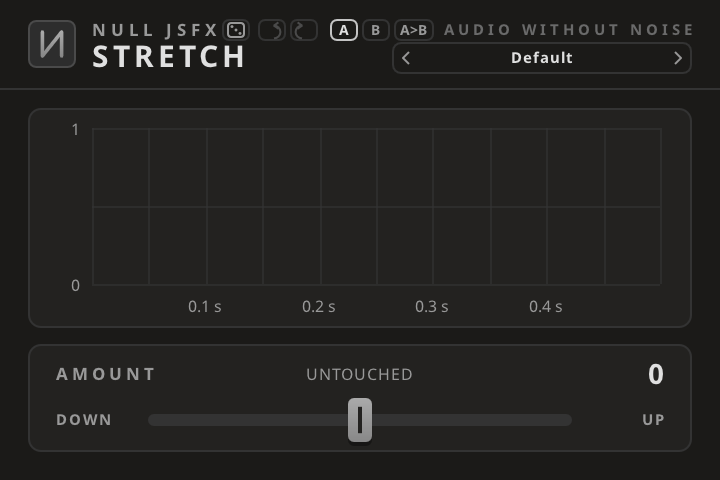 NULL JSFX A B A>B AUDIO WITHOUT NOISE
STRETCH Default
1
0
0.1 s 0.2 s 0.3 s 0.4 s
AMOUNT UNTOUCHED 0
DOWN UP